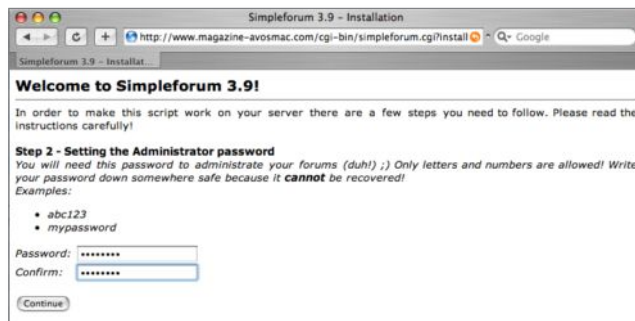 Simpleforum 3.9 - Installation
http://www.magazine-avosmac.com/cgi-bin/simpleforum.cgi?install
Google
Simpleforum 3.9 - Installat...
Welcome to Simpleforum 3.9!
In order to make this script work on your server there are a few steps you need to follow. Please read the
instructions carefully!
Step 2 - Setting the Administrator password
You will need this password to administrate your forums (duh!) ;) Only letters and numbers are allowed! Write
your password down somewhere safe because it cannot be recovered!
Examples:
• abc123
• mypassword
Password: ••••••••
Confirm: ••••••••
Continue